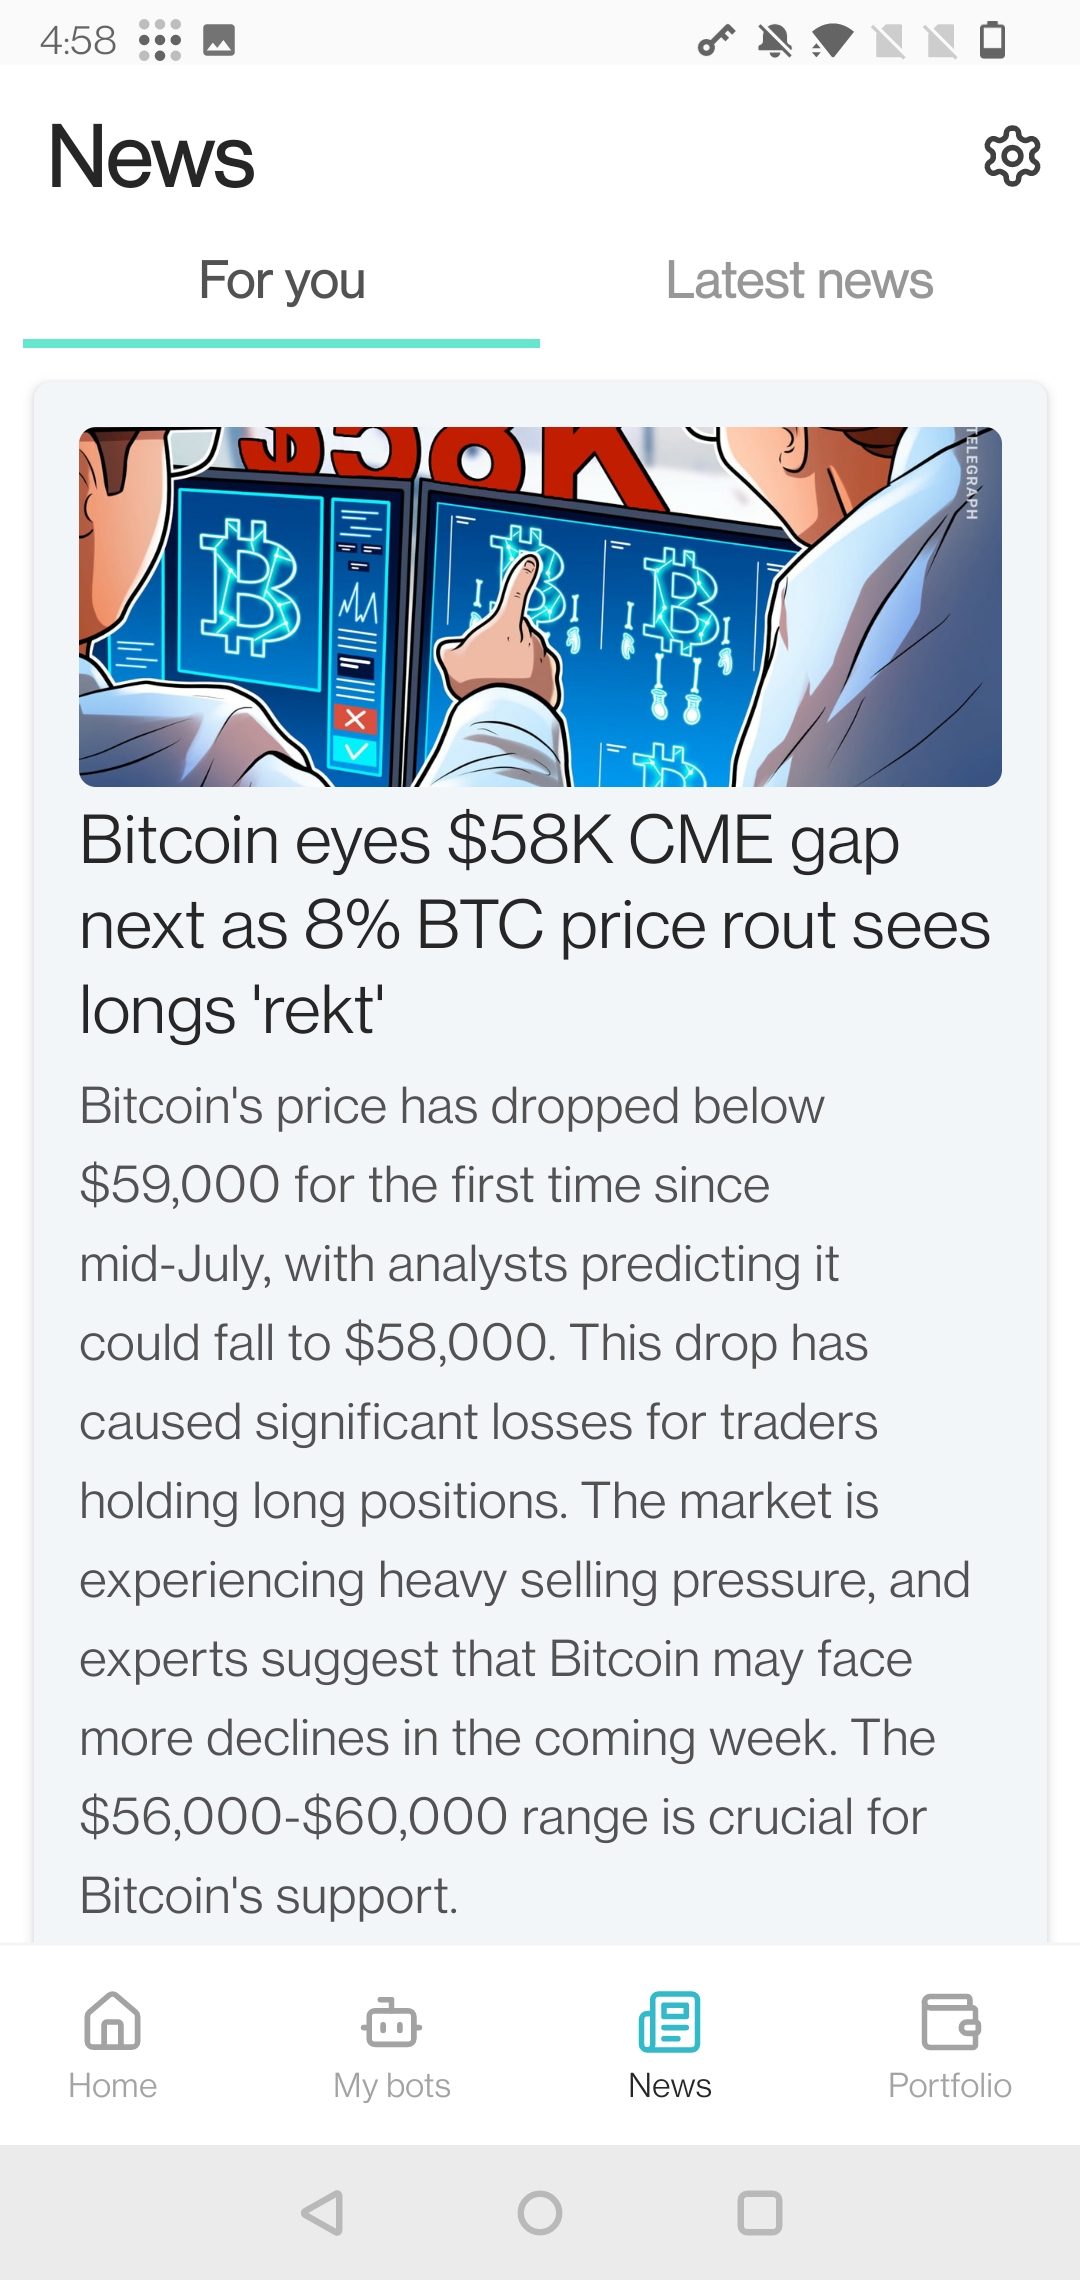 4:58
News
For you
Latest news
$58K
TELEGRAPH
Bitcoin eyes $58K CME gap
next as 8% BTC price rout sees
longs 'rekt'
Bitcoin's price has dropped below
$59,000 for the first time since
mid-July, with analysts predicting it
could fall to $58,000. This drop has
caused significant losses for traders
holding long positions. The market is
experiencing heavy selling pressure, and
experts suggest that Bitcoin may face
more declines in the coming week. The
$56,000-$60,000 range is crucial for
Bitcoin's support.
Home
My bots
News
Portfolio